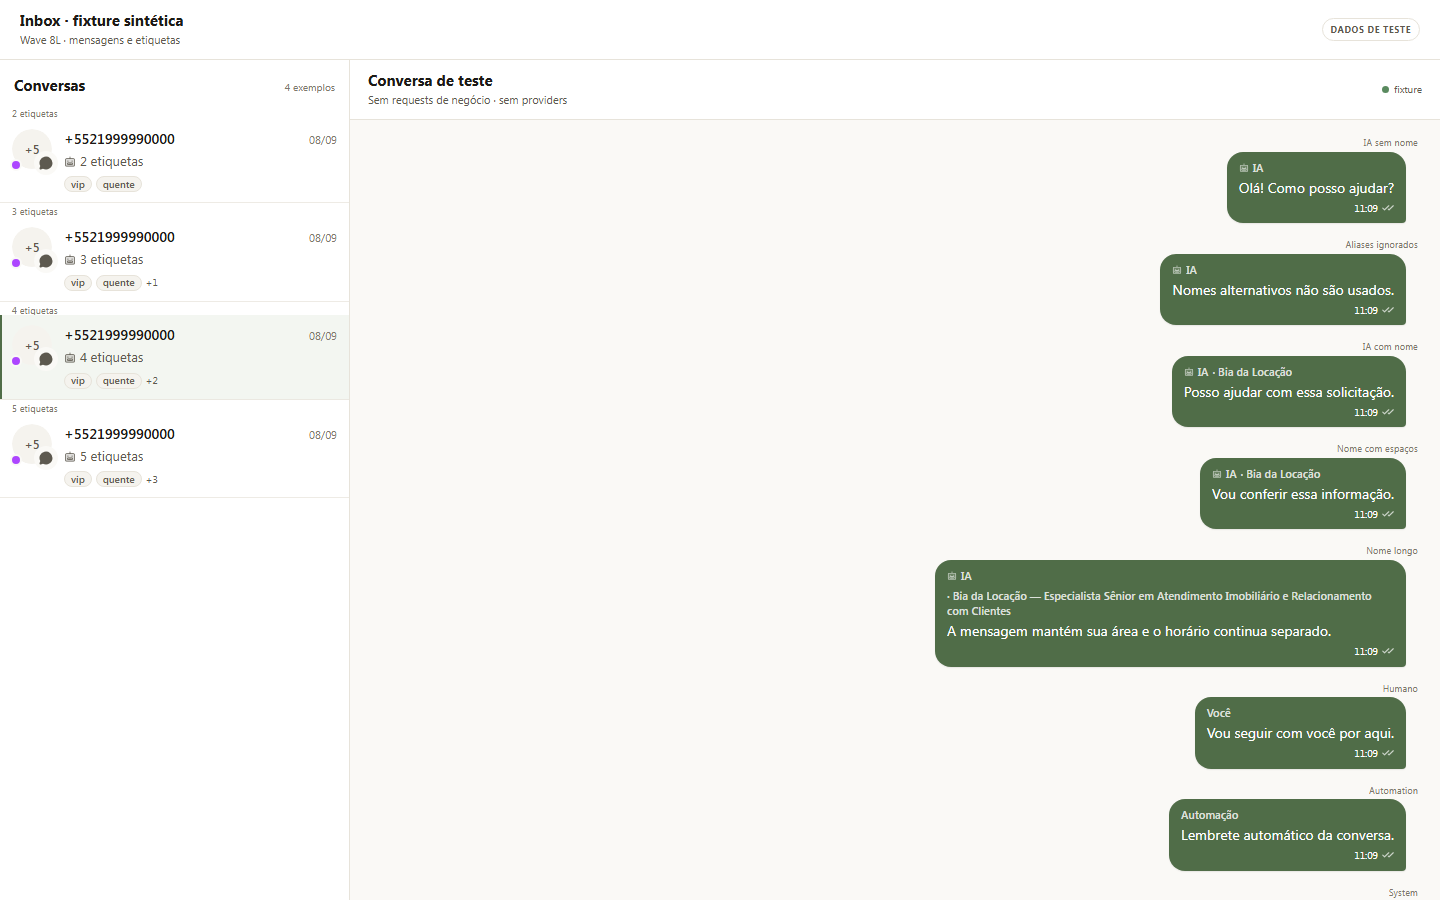 Inbox · fixture sintética
Wave 8L · mensagens e etiquetas
DADOS DE TESTE
Conversas
4 exemplos
2 etiquetas
+5
+5521999990000
08/09
2 etiquetas
vip quente
3 etiquetas
+5
+5521999990000
08/09
3 etiquetas
vip quente +1
4 etiquetas
+5
+5521999990000
08/09
4 etiquetas
vip quente +2
5 etiquetas
+5
+5521999990000
08/09
5 etiquetas
vip quente +3
Conversa de teste
Sem requests de negócio · sem providers
fixture
IA sem nome
IA
Olá! Como posso ajudar?
11:09
Aliases ignorados
IA
Nomes alternativos não são usados.
11:09
IA com nome
IA · Bia da Locação
Posso ajudar com essa solicitação.
11:09
Nome com espaços
IA · Bia da Locação
Vou conferir essa informação.
11:09
Nome longo
IA
· Bia da Locação — Especialista Sênior em Atendimento Imobiliário e Relacionamento
com Clientes
A mensagem mantém sua área e o horário continua separado.
11:09
Humano
Você
Vou seguir com você por aqui.
11:09
Automation
Automação
Lembrete automático da conversa.
11:09
System